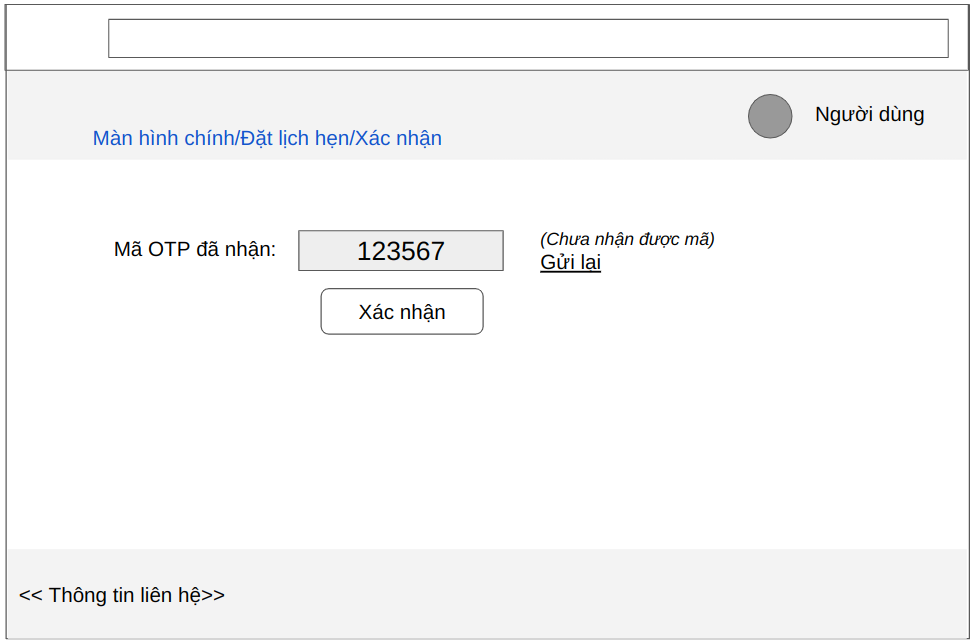 Người dùng
Màn hình chính/Đặt lịch hẹn/Xác nhận
Mã OTP đã nhận:
123567
(Chưa nhận được mã)
Gửi lại
Xác nhận
<< Thông tin liên hệ>>